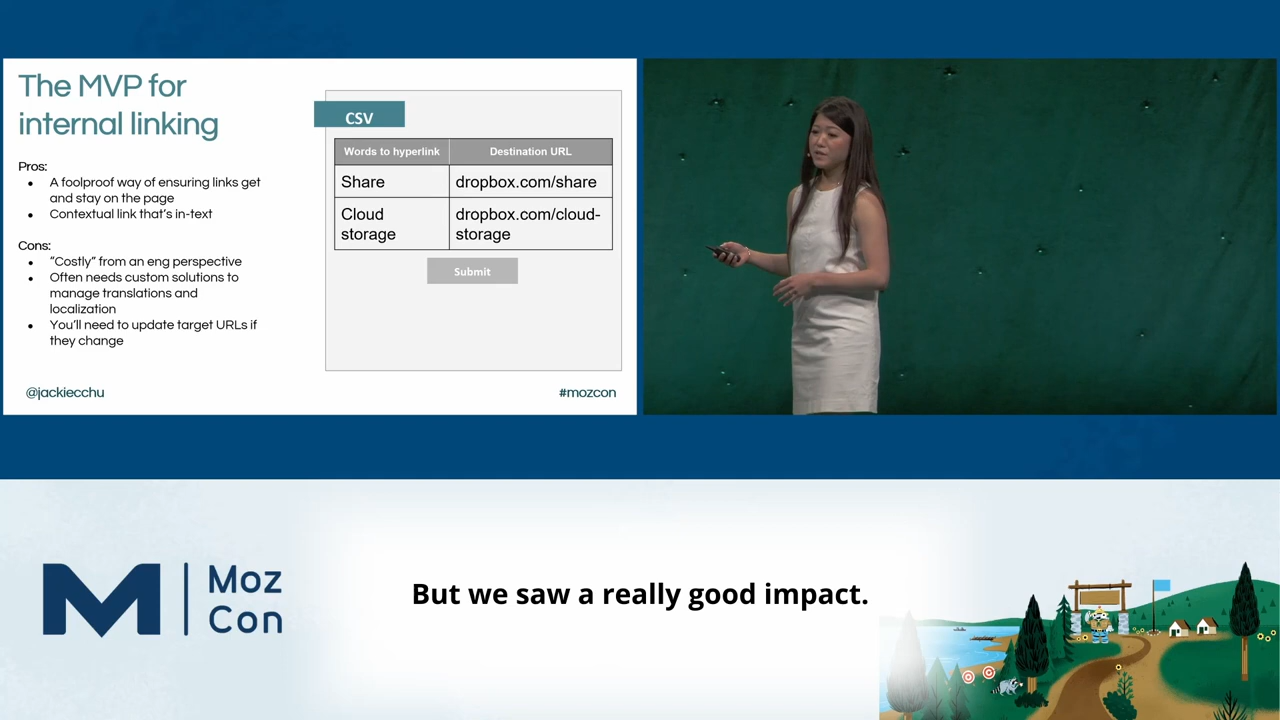 The MVP for
internal linking
Pros:
● A foolproof way of ensuring links get
and stay on the page
● Contextual link that's in-text
Cons:
● “Costly” from an eng perspective
● Often needs custom solutions to
manage translations and
localization
● You'll need to update target URLs if
they change
CSV
Words to hyperlink Destination URL
Share dropbox.com/share
Cloud dropbox.com/cloud-
storage storage
Submit
@jackiecchu #mozcon
Moz
Con
But we saw a really good impact.